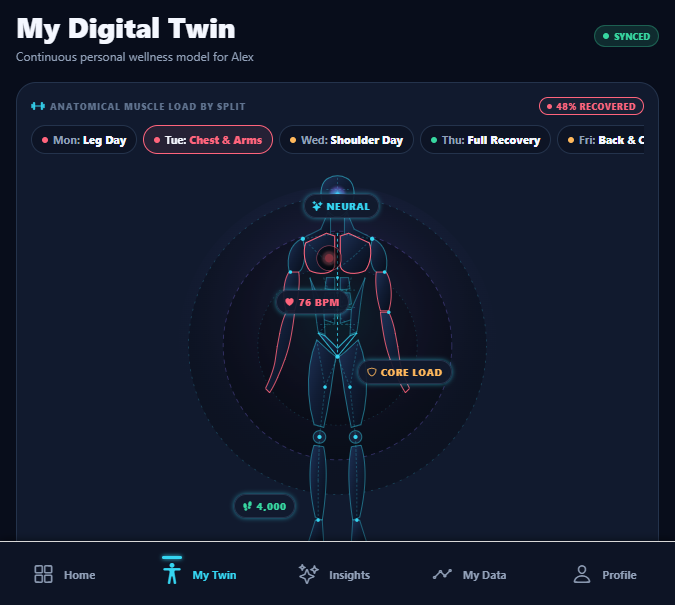 My Digital Twin
Continuous personal wellness model for Alex
SYNCED
ANATOMICAL MUSCLE LOAD BY SPLIT
48% RECOVERED
Mon: Leg Day
Tue: Chest & Arms
Wed: Shoulder Day
Thu: Full Recovery
Fri: Back & C
NEURAL
76 BPM
CORE LOAD
4,000
Home
My Twin
Insights
My Data
Profile